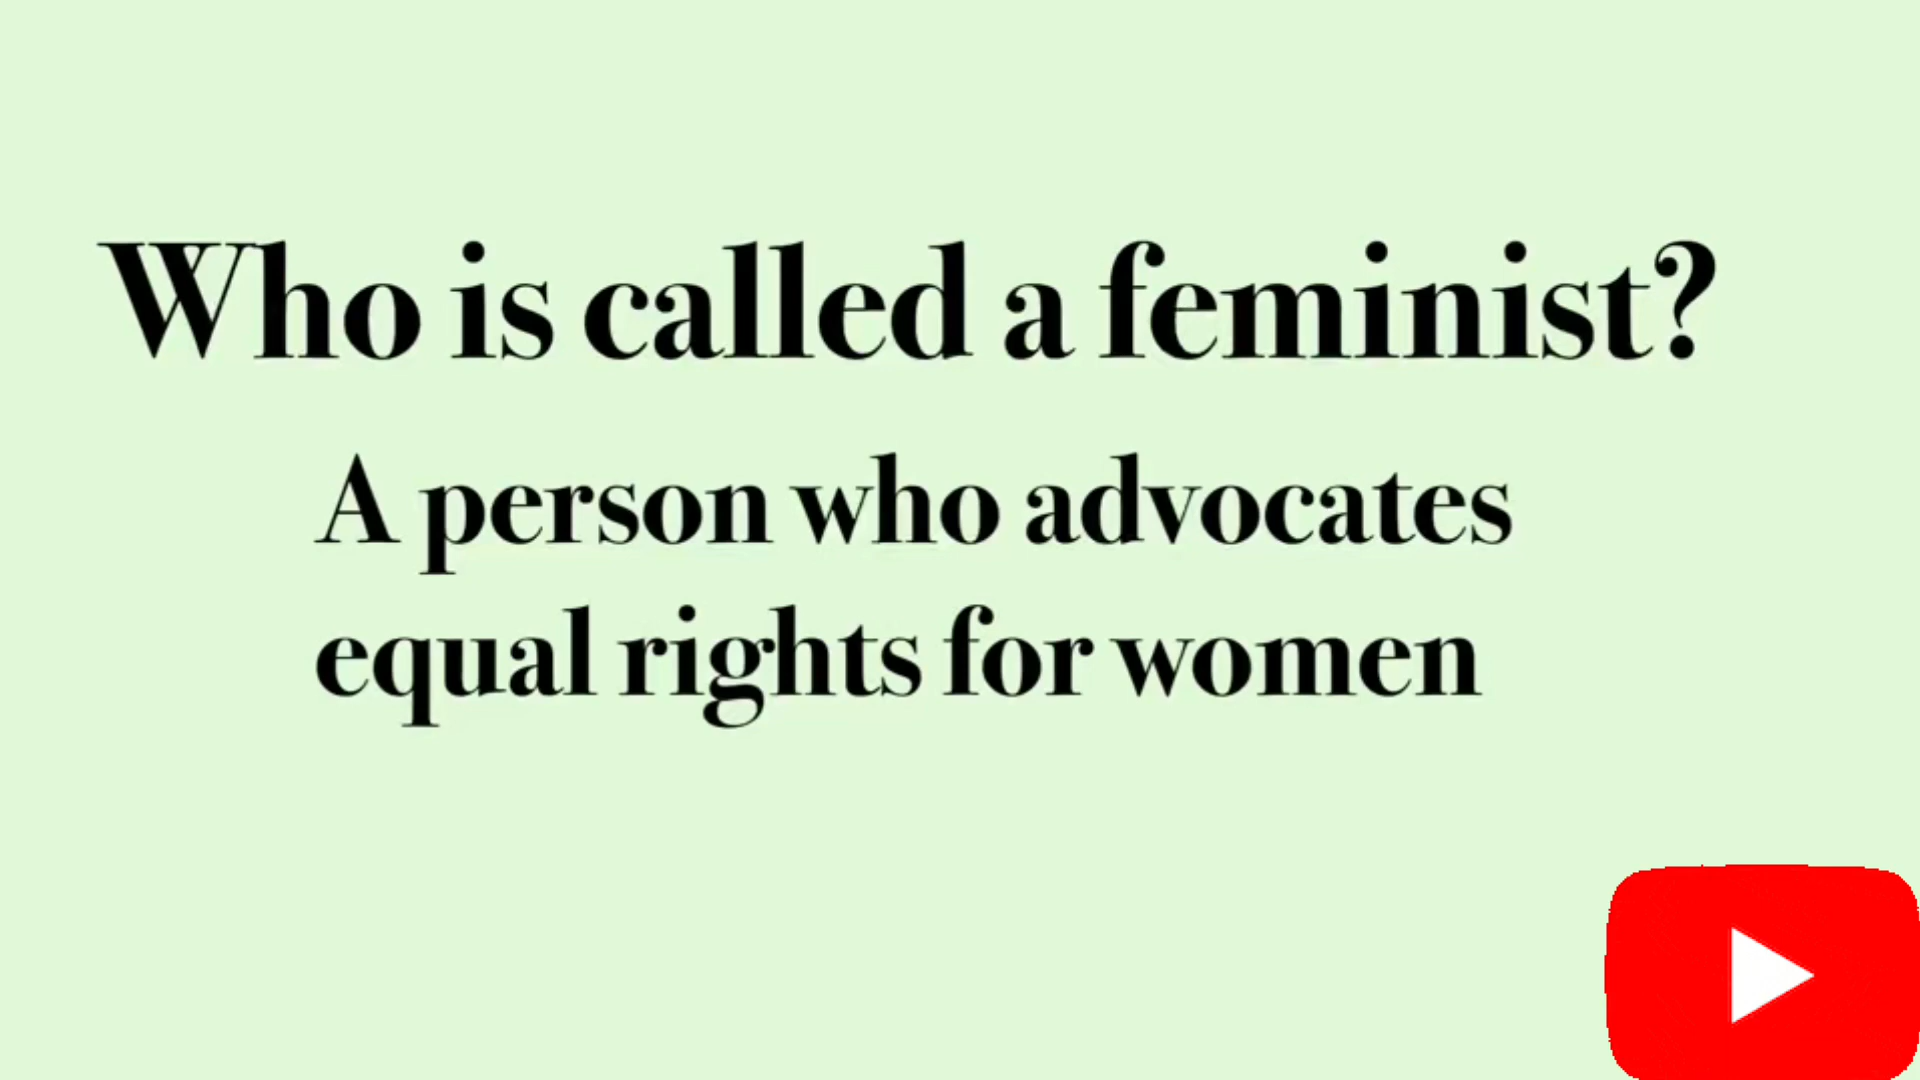 Who is called a feminist?
A person who advocates
equal rights for women